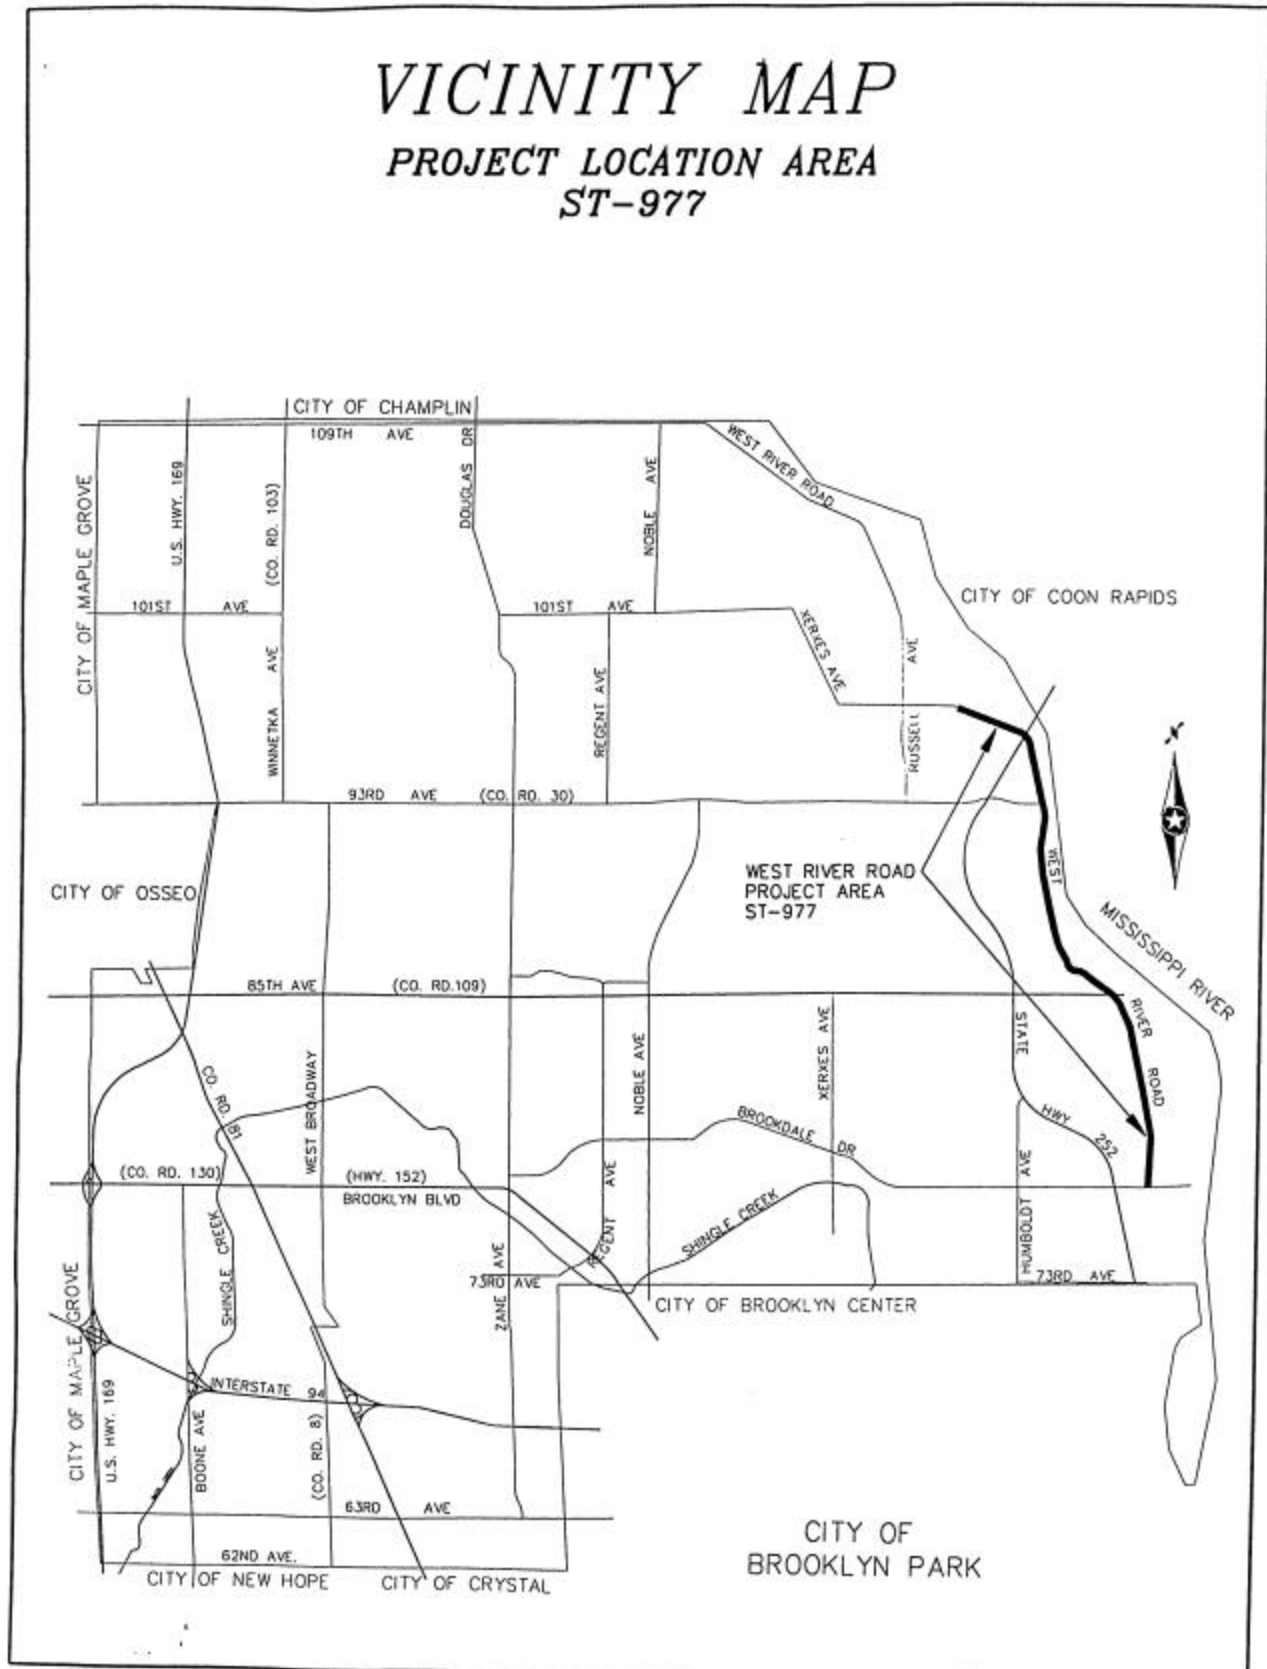 VICINITY MAP
PROJECT LOCATION AREA
ST-977
CITY OF CHAMPLIN
109TH AVE
DOUGLAS DR
WEST RIVER ROAD
NOBLE AVE
U.S. HWY. 169
(CO. RD. 103)
CITY OF MAPLE GROVE
101ST AVE
101ST AVE
CITY OF COON RAPIDS
XERXES AVE
RUSSELL AVE
WINNETKA AVE
REGENT AVE
N
93RD AVE (CO. RD. 30)
CITY OF OSSEO
WEST RIVER ROAD
PROJECT AREA
ST-977
WEST RIVER ROAD
MISSISSIPPI RIVER
85TH AVE (CO. RD.109)
CO. RD. 81
WEST BROADWAY
NOBLE AVE
XERXES AVE
STATE HWY 252
BROOKDALE DR
(CO. RD. 130)
(HWY. 152)
BROOKLYN BLVD
SHINGLE CREEK
REGENT AVE
SHINGLE CREEK
HUMBOLDT AVE
73RD AVE
73RD AVE
ZANE AVE
CITY OF BROOKLYN CENTER
CITY OF MAPLE GROVE
U.S. HWY. 169
INTERSTATE 94
BOONE AVE
(CO. RD. 8)
63RD AVE
62ND AVE.
CITY OF NEW HOPE
CITY OF CRYSTAL
CITY OF
BROOKLYN PARK